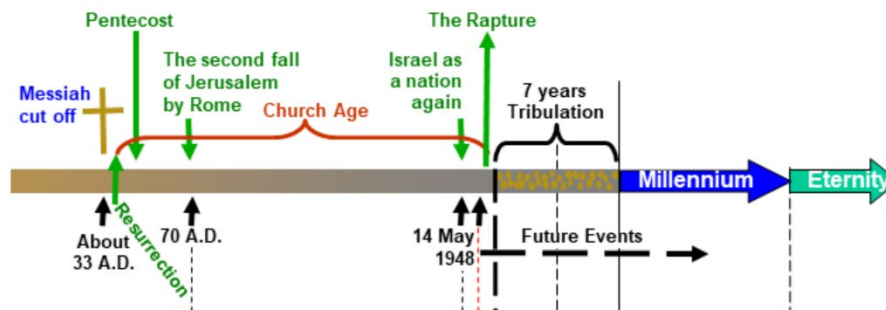 Pentecost
The Rapture
The second fall
of Jerusalem
by Rome
Israel as
a nation
again
7 years
Tribulation
Messiah
cut off
Church Age
Millennium
Eternity
Resurrection
About
33 A.D.
70 A.D.
14 May
1948
Future Events